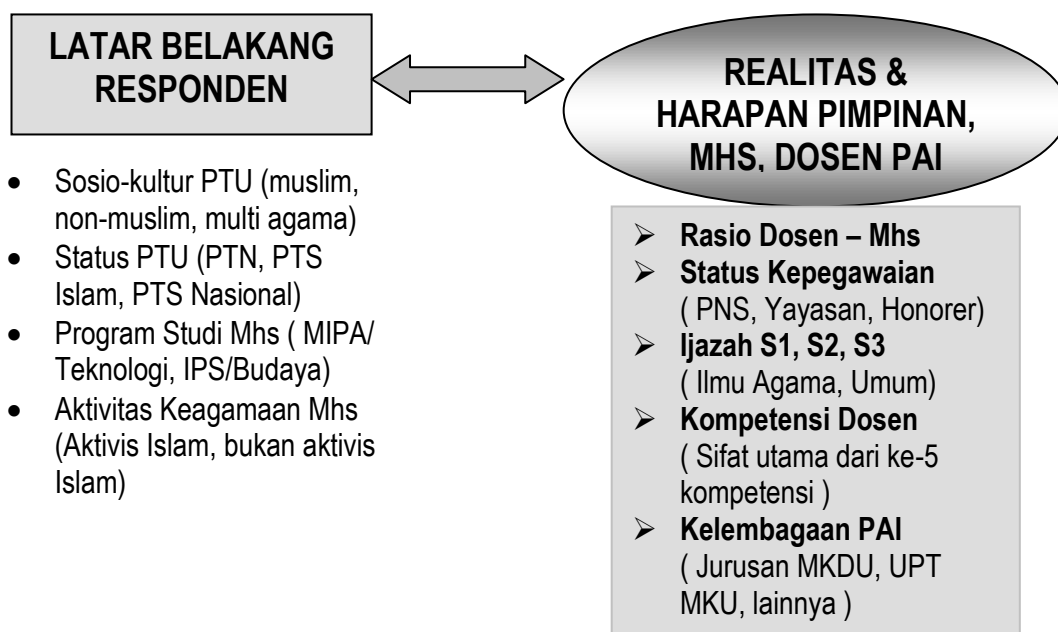 LATAR BELAKANG
RESPONDEN
• Sosio-kultur PTU (muslim,
non-muslim, multi agama)
• Status PTU (PTN, PTS
Islam, PTS Nasional)
• Program Studi Mhs ( MIPA/
Teknologi, IPS/Budaya)
• Aktivitas Keagamaan Mhs
(Aktivis Islam, bukan aktivis
Islam)
REALITAS &
HARAPAN PIMPINAN,
MHS, DOSEN PAI
➢ Rasio Dosen – Mhs
➢ Status Kepegawaian
( PNS, Yayasan, Honorer)
➢ Ijazah S1, S2, S3
( Ilmu Agama, Umum)
➢ Kompetensi Dosen
( Sifat utama dari ke-5
kompetensi )
➢ Kelembagaan PAI
( Jurusan MKDU, UPT
MKU, lainnya )